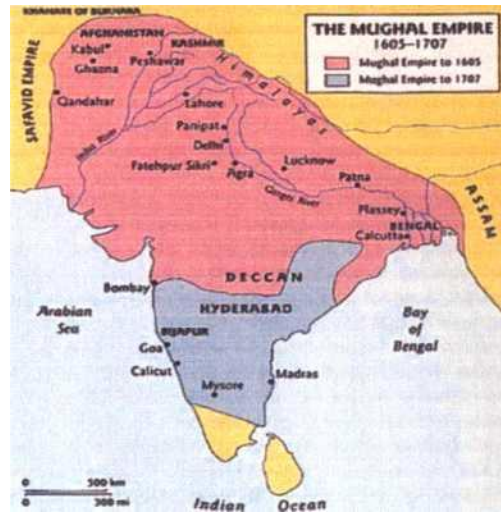 KHANATE OF BUKHARA
THE MUGHAL EMPIRE
1605–1707
Mughal Empire to 1605
Mughal Empire to 1707
AFGHANISTAN
KASHMIR
Kabul
Ghazna
Peshawar
Himalayas
SAFAVID EMPIRE
Qandahar
Lahore
Indus River
Panipat
Delhi
Fatehpur Sikri
Agra
Lucknow
Ganges River
Patna
ASSAM
Plassey
BENGAL
Calcutta
DECCAN
Bombay
HYDERABAD
Arabian
Sea
Bay
of
Bengal
BIJAPUR
Goa
Calicut
Mysore
Madras
0 500 km
0 300 mi
Indian Ocean